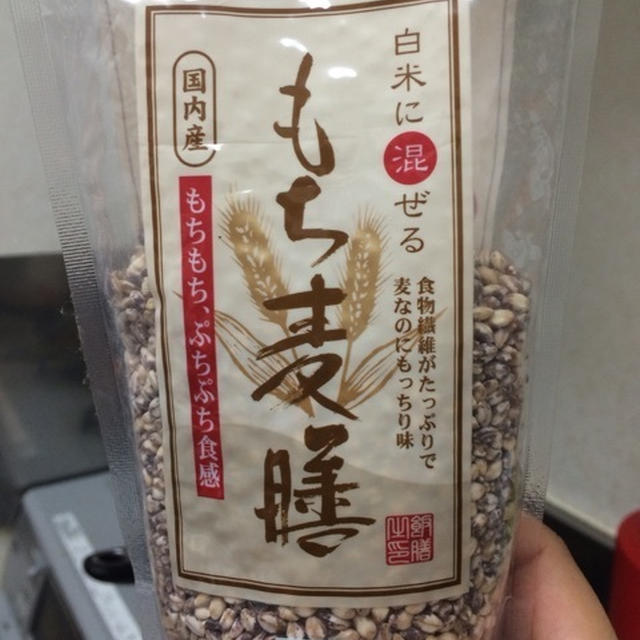 白米に混ぜる
食物繊維がたっぷりで
麦なのにもっちり味
もち麦膳
国内産
もちもち、ぷちぷち食感